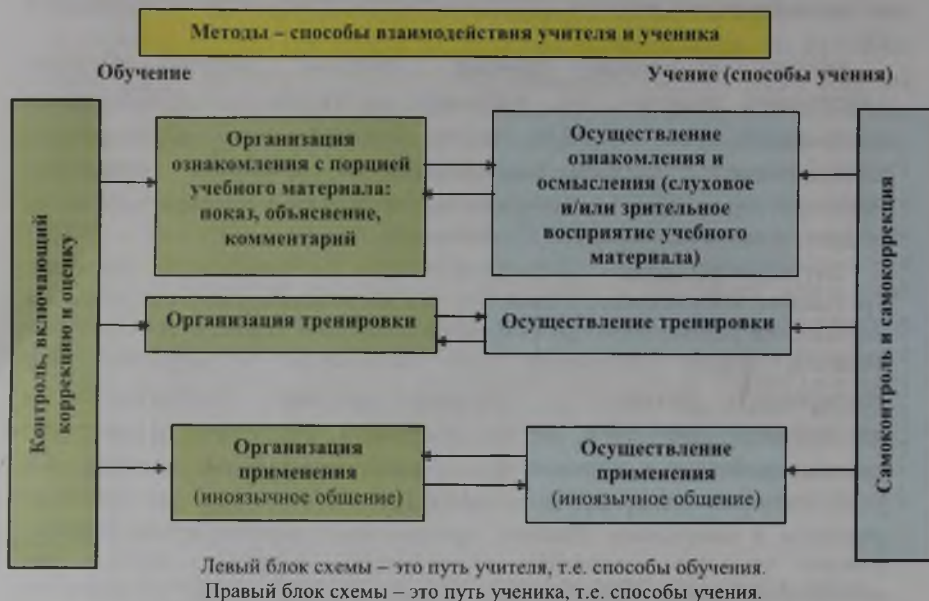 Методы – способы взаимодействия учителя и ученика
Обучение
Учение (способы учения)
Контроль, включающий
коррекцию и оценку
Организация
ознакомления с порцией
учебного материала:
показ, объяснение,
комментарий
Осуществление
ознакомления и
осмысления (слуховое
и/или зрительное
восприятие учебного
материала)
Организация тренировки
Осуществление тренировки
Организация
применения
(иноязычное общение)
Осуществление
применения
(иноязычное общение)
Самоконтроль и самокоррекция
Левый блок схемы – это путь учителя, т.е. способы обучения.
Правый блок схемы – это путь ученика, т.е. способы учения.